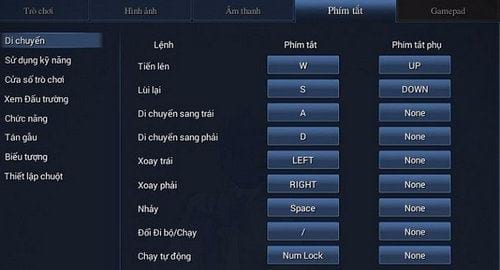 Trò chơi Hình ảnh Âm thanh Phím tắt Gamepad
Di chuyển
Sử dụng kỹ năng
Cửa sổ trò chơi
Xem Đấu trường
Chức năng
Tán gẫu
Biểu tượng
Thiết lập chuột
Lệnh Phím tắt Phím tắt phụ
Tiến lên W UP
Lùi lại S DOWN
Di chuyển sang trái A None
Di chuyển sang phải D None
Xoay trái LEFT None
Xoay phải RIGHT None
Nhảy Space None
Đổi Đi bộ/Chạy / None
Chạy tự động Num Lock None